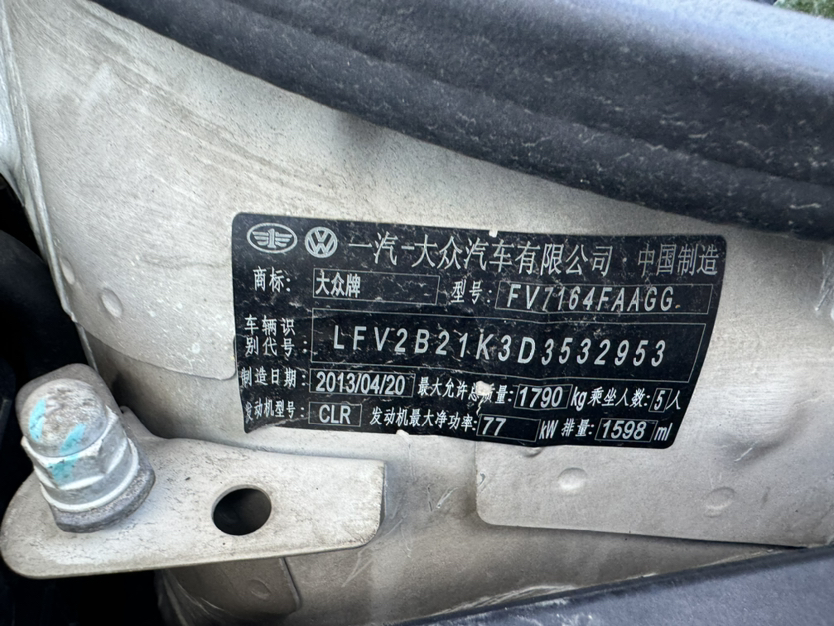 一汽-大众汽车有限公司·中国制造
商标: 大众牌 型号: FV7164FAAGG
车辆识别代号: LFV2B21K3D3532953
制造日期: 2013/04/20 最大允许总质量: 1790 kg 乘坐人数: 5 人
发动机型号: CLR 发动机最大净功率: 77 kW 排量: 1598 ml